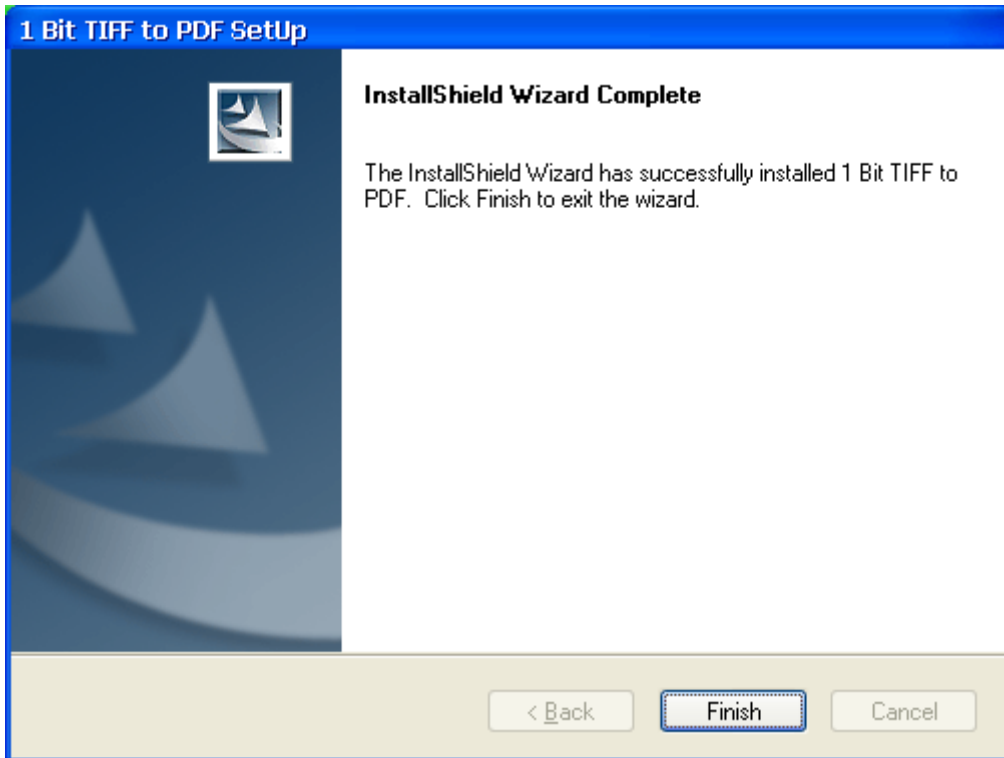 1 Bit TIFF to PDF SetUp
InstallShield Wizard Complete
The InstallShield Wizard has successfully installed 1 Bit TIFF to
PDF.  Click Finish to exit the wizard.
< Back
Finish
Cancel